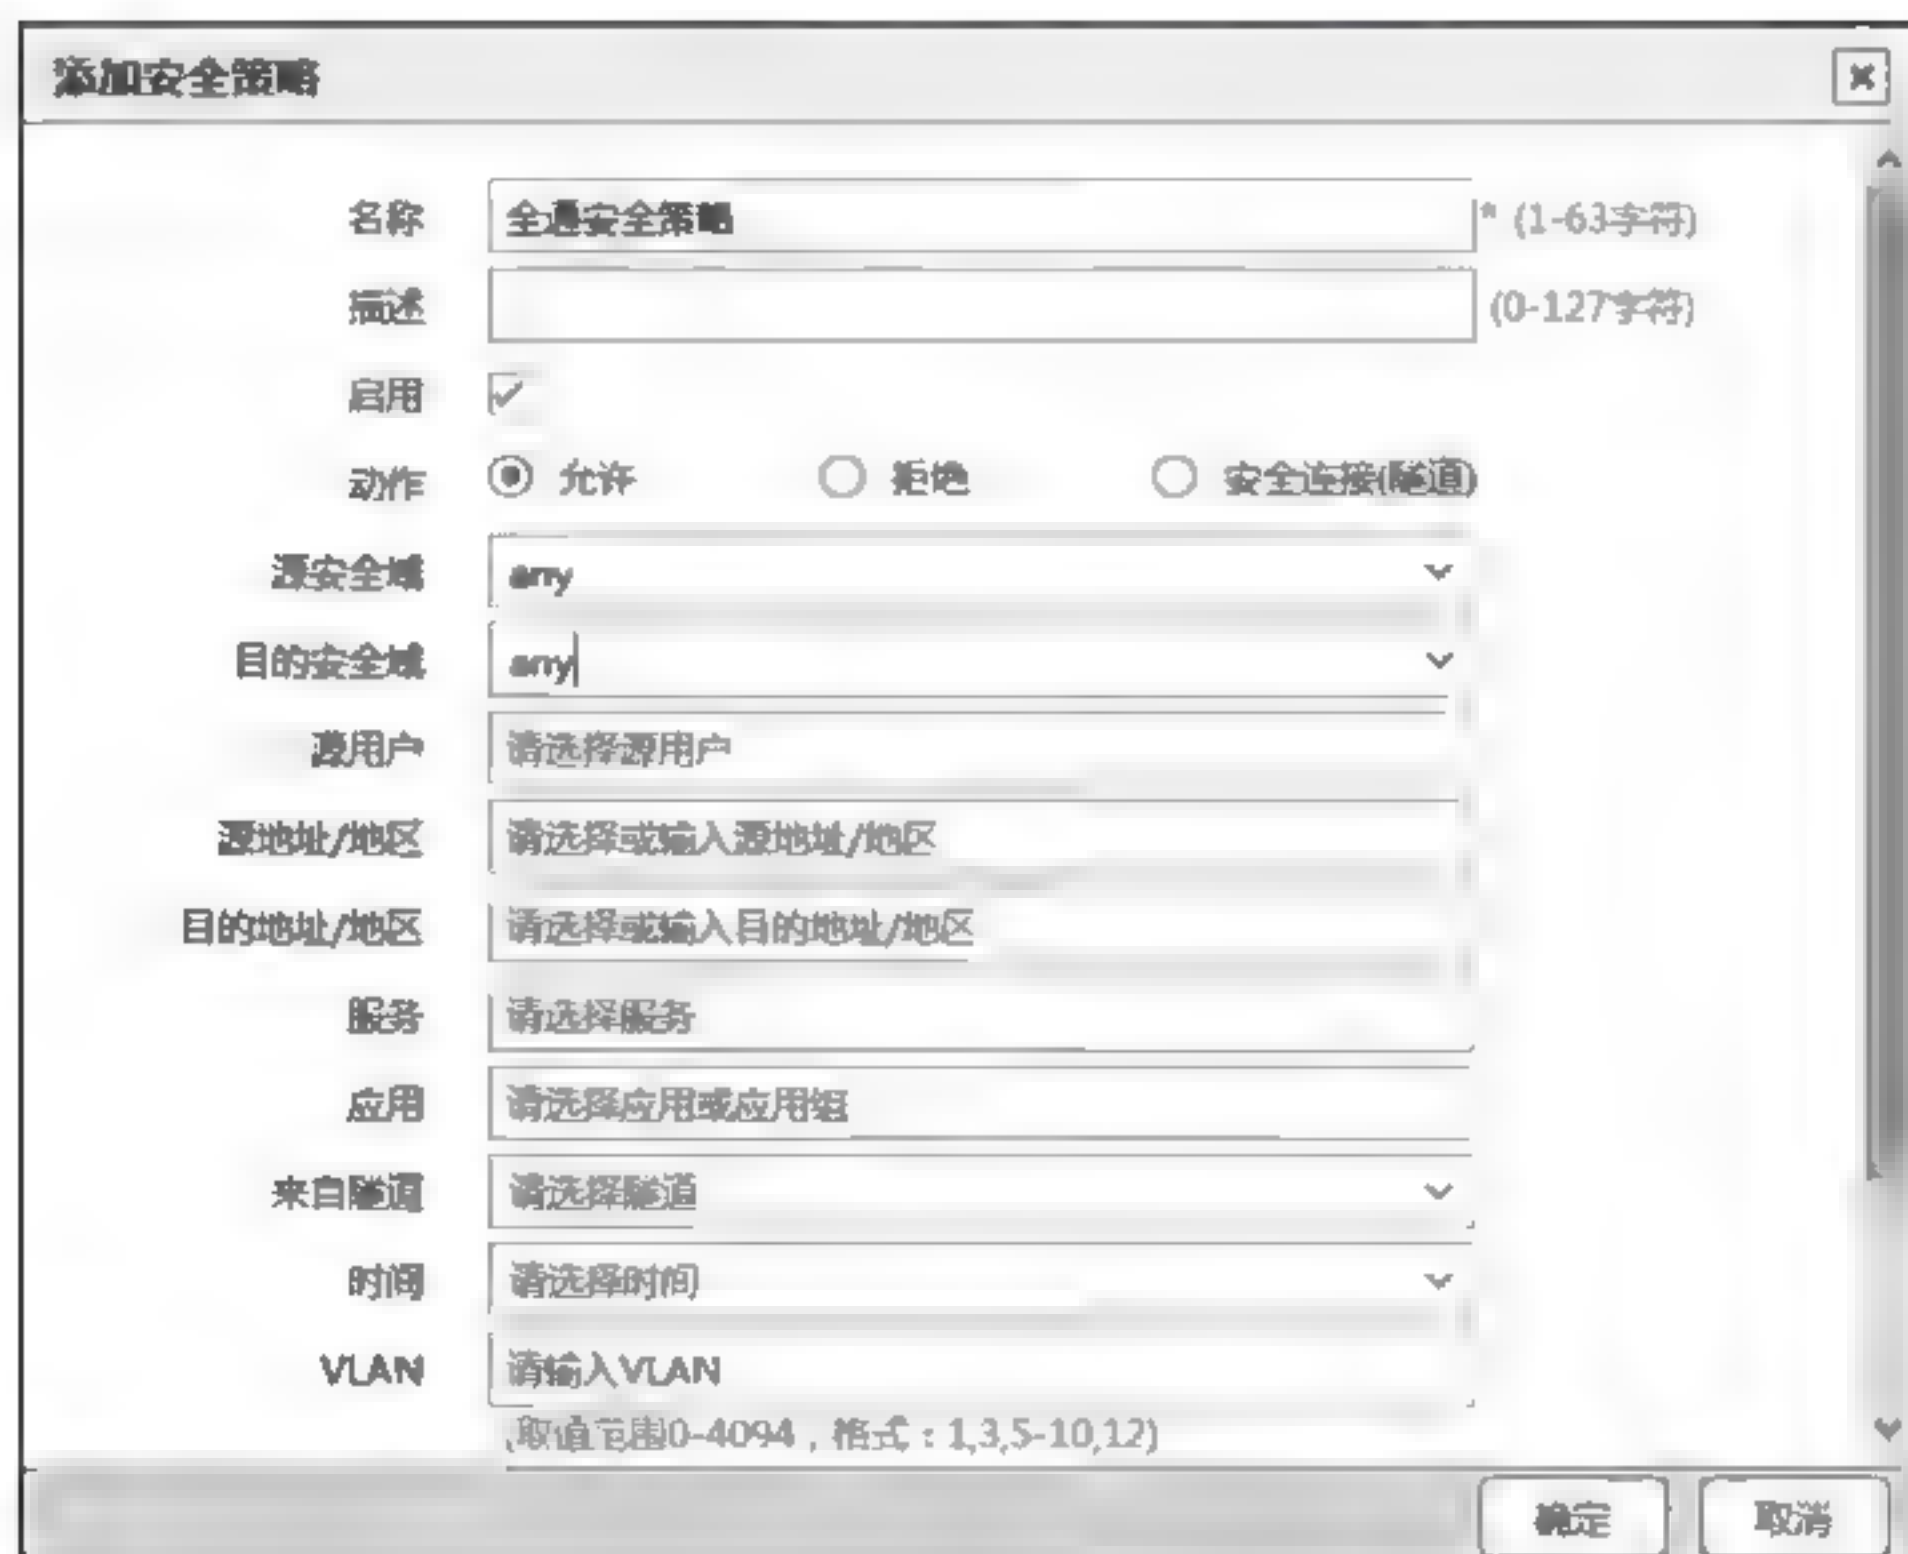 添加安全策略
名称 全通安全策略 * (1-63字符)
描述 (0-127字符)
启用
动作 允许 拒绝 安全连接(隧道)
源安全域 any
目的安全域 any
源用户 请选择源用户
源地址/地区 请选择或输入源地址/地区
目的地址/地区 请选择或输入目的地址/地区
服务 请选择服务
应用 请选择应用或应用组
来自隧道 请选择隧道
时间 请选择时间
VLAN 请输入VLAN
(取值范围0-4094，格式：1,3,5-10,12)
确定 取消